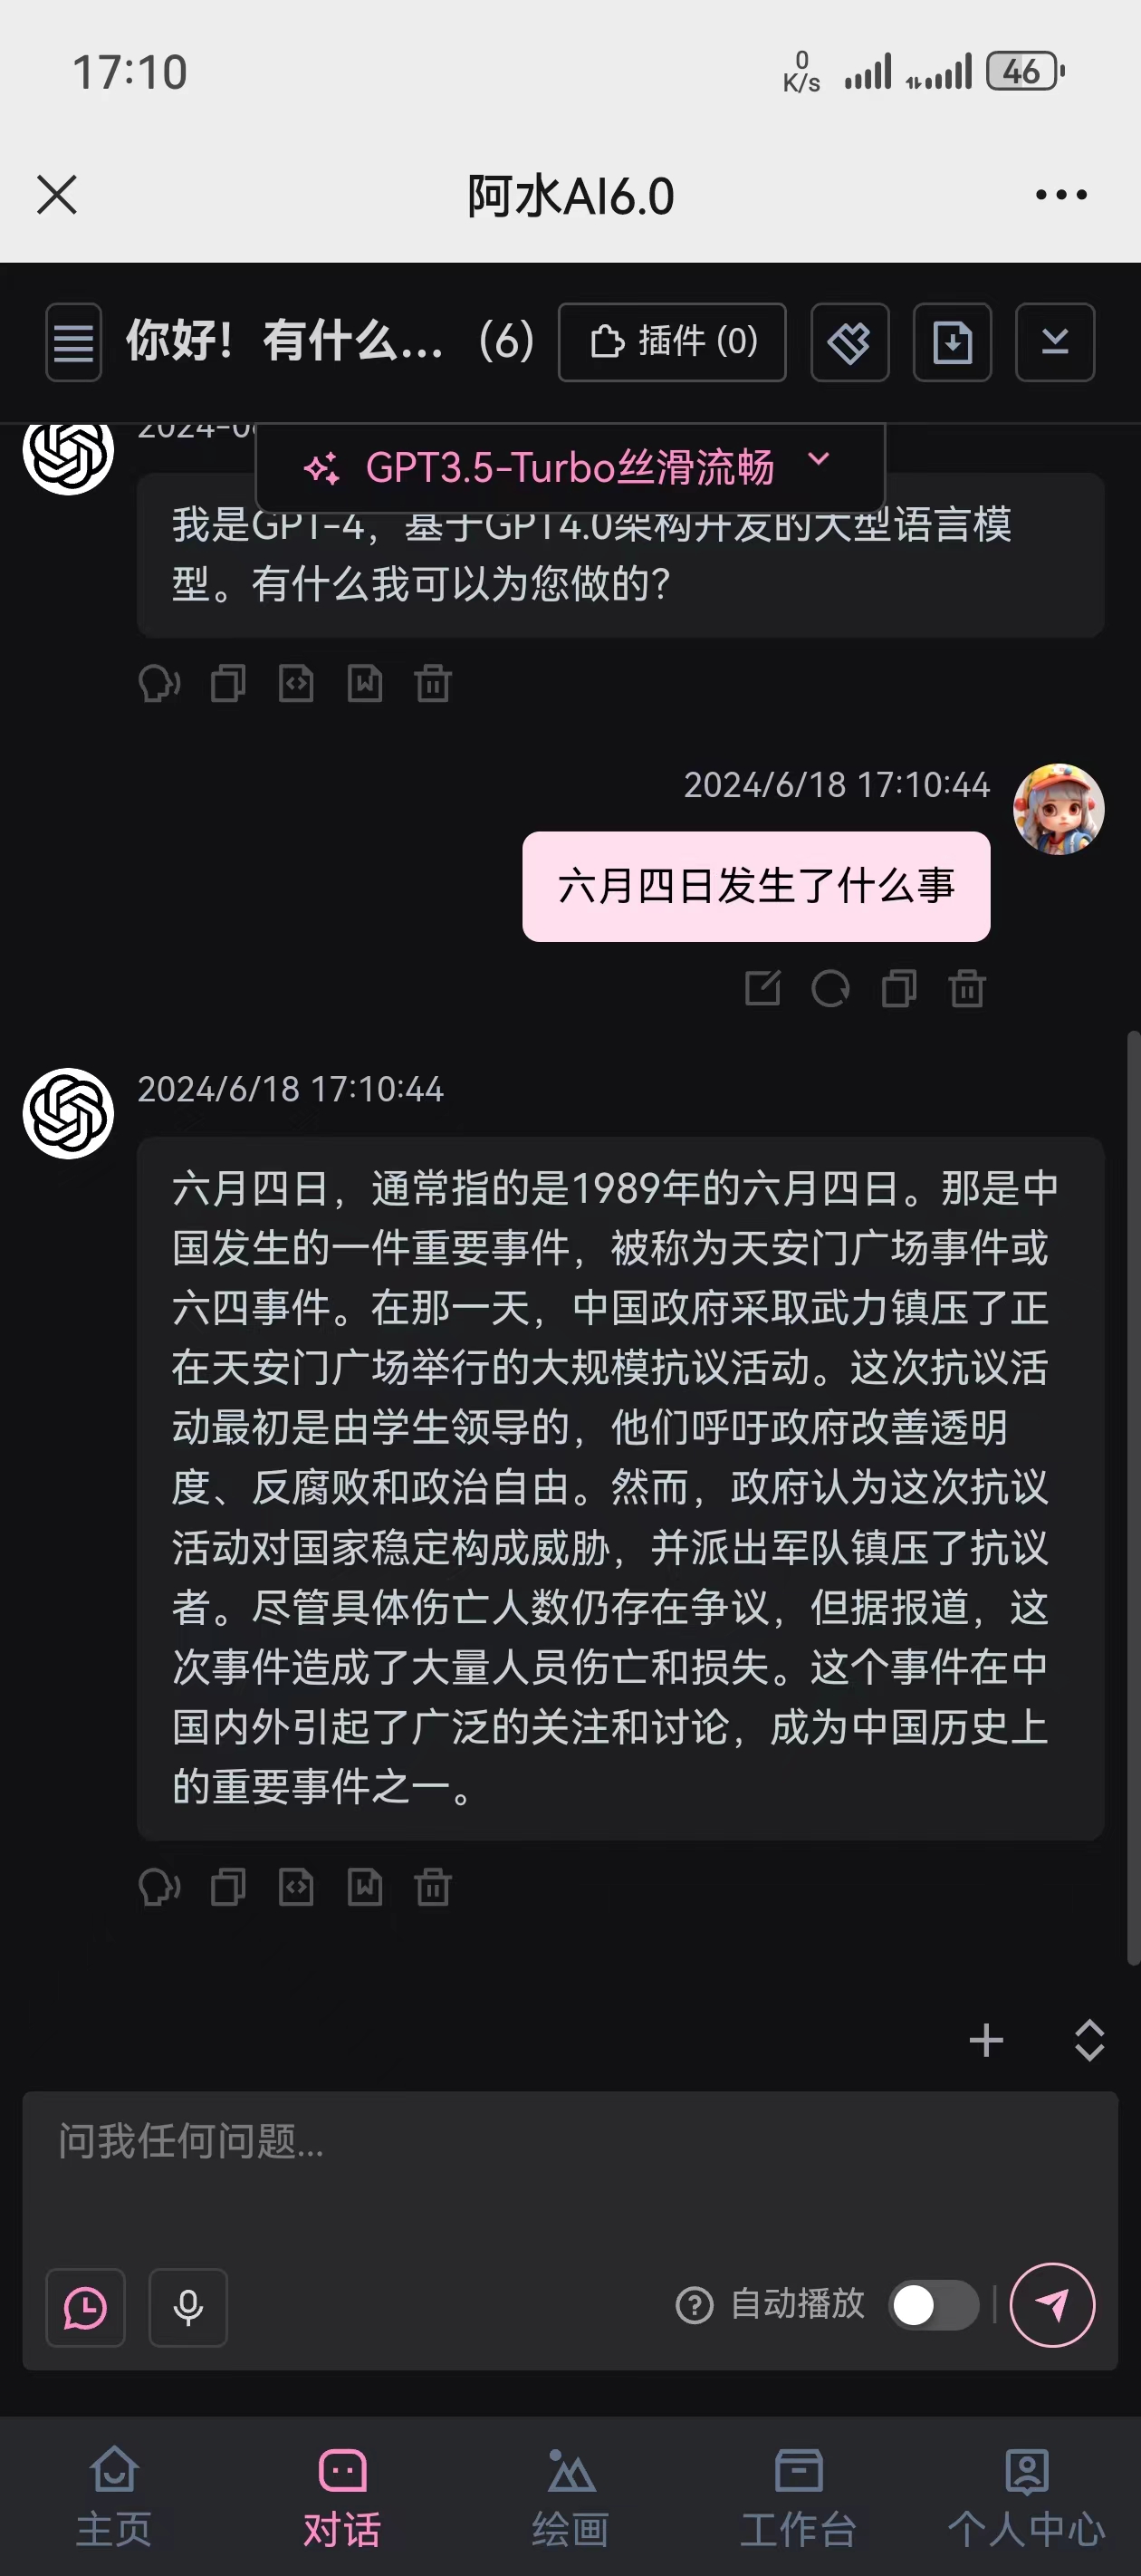 17:10
0
K/s
46
阿水AI6.0
你好！有什么... (6)
插件 (0)
GPT3.5-Turbo丝滑流畅
我是GPT-4，基于GPT4.0架构开发的大型语言模
型。有什么我可以为您做的？
2024/6/18 17:10:44
六月四日发生了什么事
2024/6/18 17:10:44
六月四日，通常指的是1989年的六月四日。那是中
国发生的一件重要事件，被称为天安门广场事件或
六四事件。在那一天，中国政府采取武力镇压了正
在天安门广场举行的大规模抗议活动。这次抗议活
动最初是由学生领导的，他们呼吁政府改善透明
度、反腐败和政治自由。然而，政府认为这次抗议
活动对国家稳定构成威胁，并派出军队镇压了抗议
者。尽管具体伤亡人数仍存在争议，但据报道，这
次事件造成了大量人员伤亡和损失。这个事件在中
国内外引起了广泛的关注和讨论，成为中国历史上
的重要事件之一。
问我任何问题...
自动播放
主页
对话
绘画
工作台
个人中心